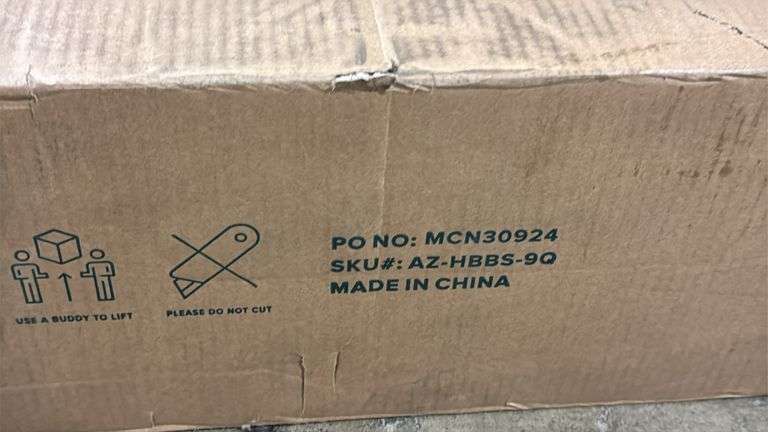 USE A BUDDY TO LIFT
PLEASE DO NOT CUT
PO NO: MCN30924
SKU#: AZ-HBBS-9Q
MADE IN CHINA